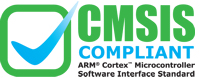 CMSIS
COMPLIANT
ARM® Cortex™ Microcontroller
Software Interface Standard